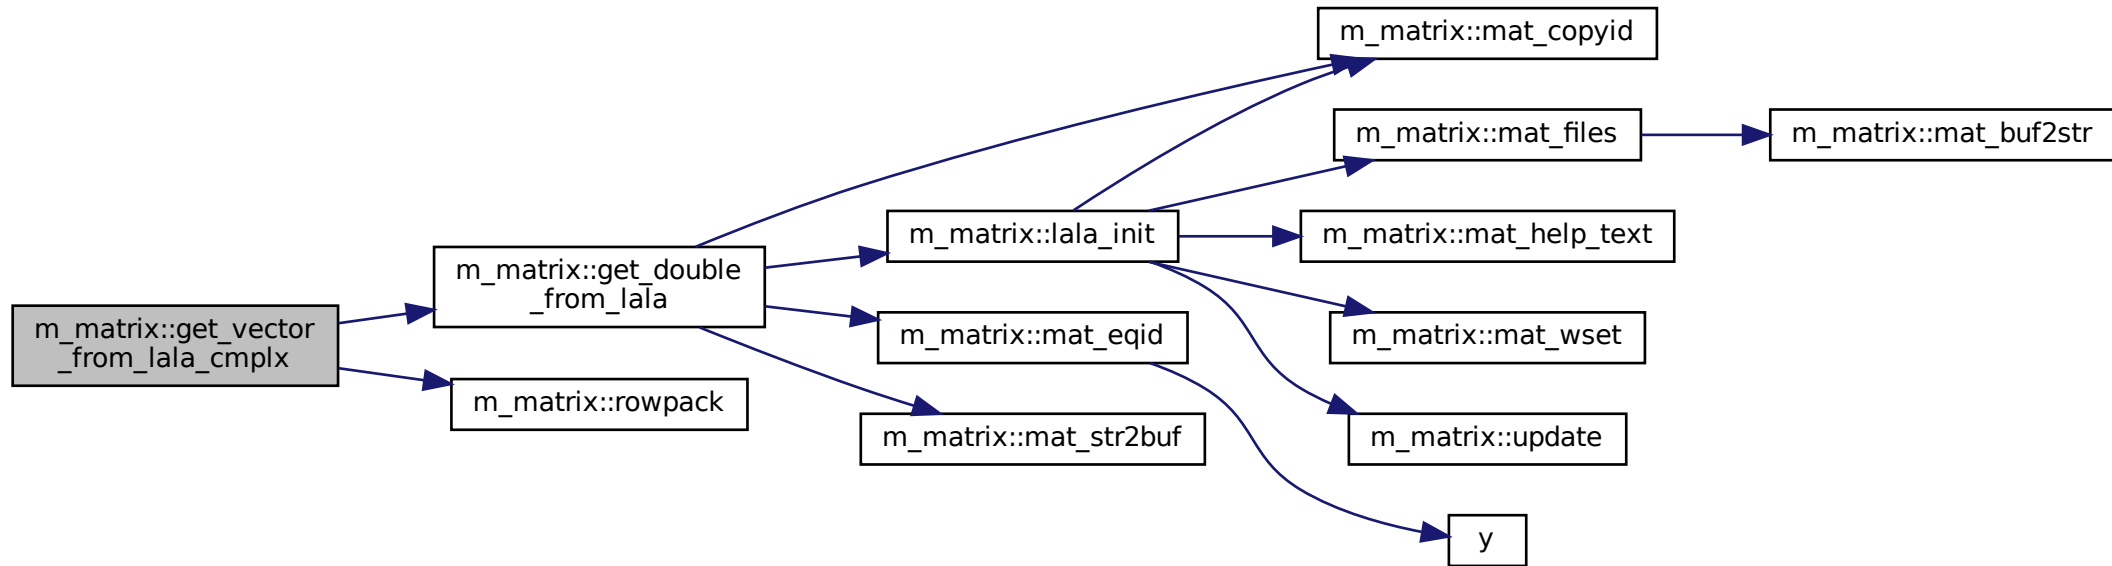 m_matrix::get_vector
_from_lala_cmplx
m_matrix::get_double
_from_lala
m_matrix::rowpack
m_matrix::lala_init
m_matrix::mat_eqid
m_matrix::mat_str2buf
m_matrix::mat_copyid
m_matrix::mat_files
m_matrix::mat_help_text
m_matrix::mat_wset
m_matrix::update
y
m_matrix::mat_buf2str